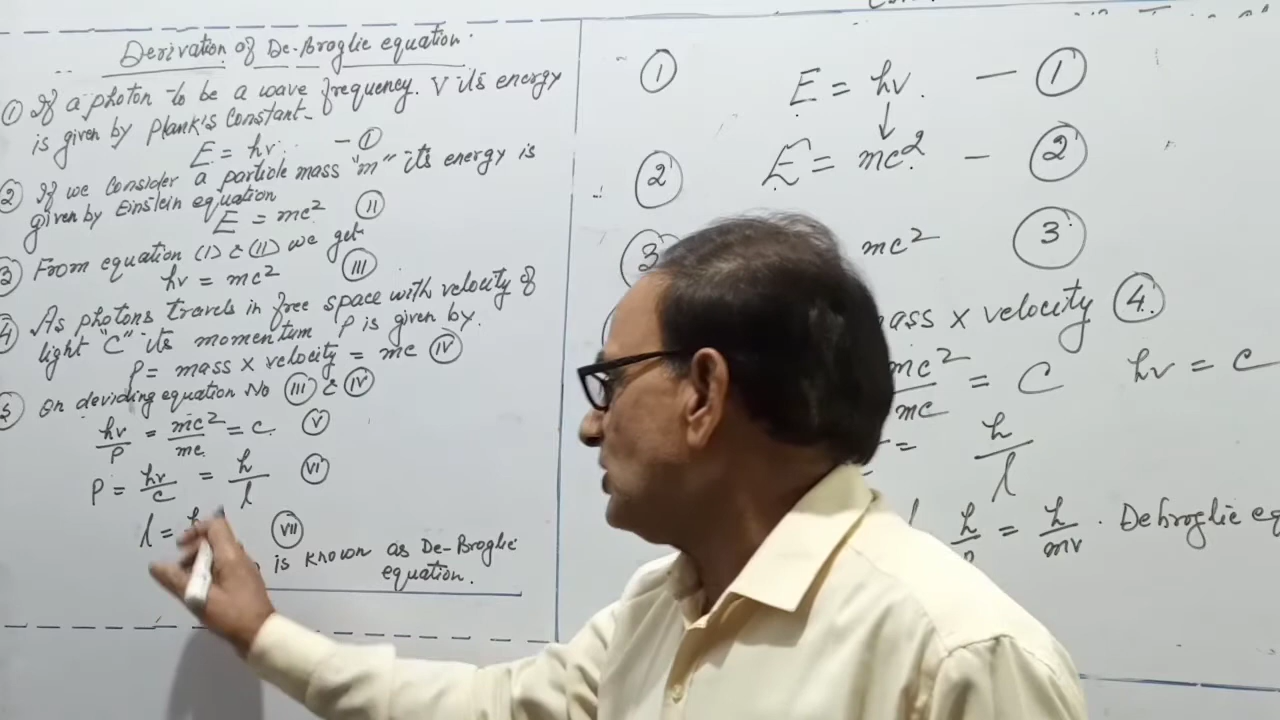 Derivation of De-Broglie equation.
① If a photon to be a wave frequency. V its energy
is given by Plank's Constant-
E = hν. - ①
② If we Consider a particle mass "m" its energy is
given by Einstein equation
E = mc² Ⅱ
③ From equation (I) & (II) we get
hν = mc² Ⅲ
④ As photons travels in free space with velocity of
light "C" its momentum P is given by.
P = mass × velocity = mc Ⅳ
⑤ On deviding equation No Ⅲ & Ⅳ
hν/P = mc²/mc = c. Ⅴ
P = hν/c = h/l Ⅵ
l = h Ⅶ
is known as De-Broglie
equation.
① E = hν. — ①
↓
② E = mc² - ②
③ mc² ③
ass × velocity ④
mc²/mc = C hν = c
= h/l
h = h/mv . Debroglie eq